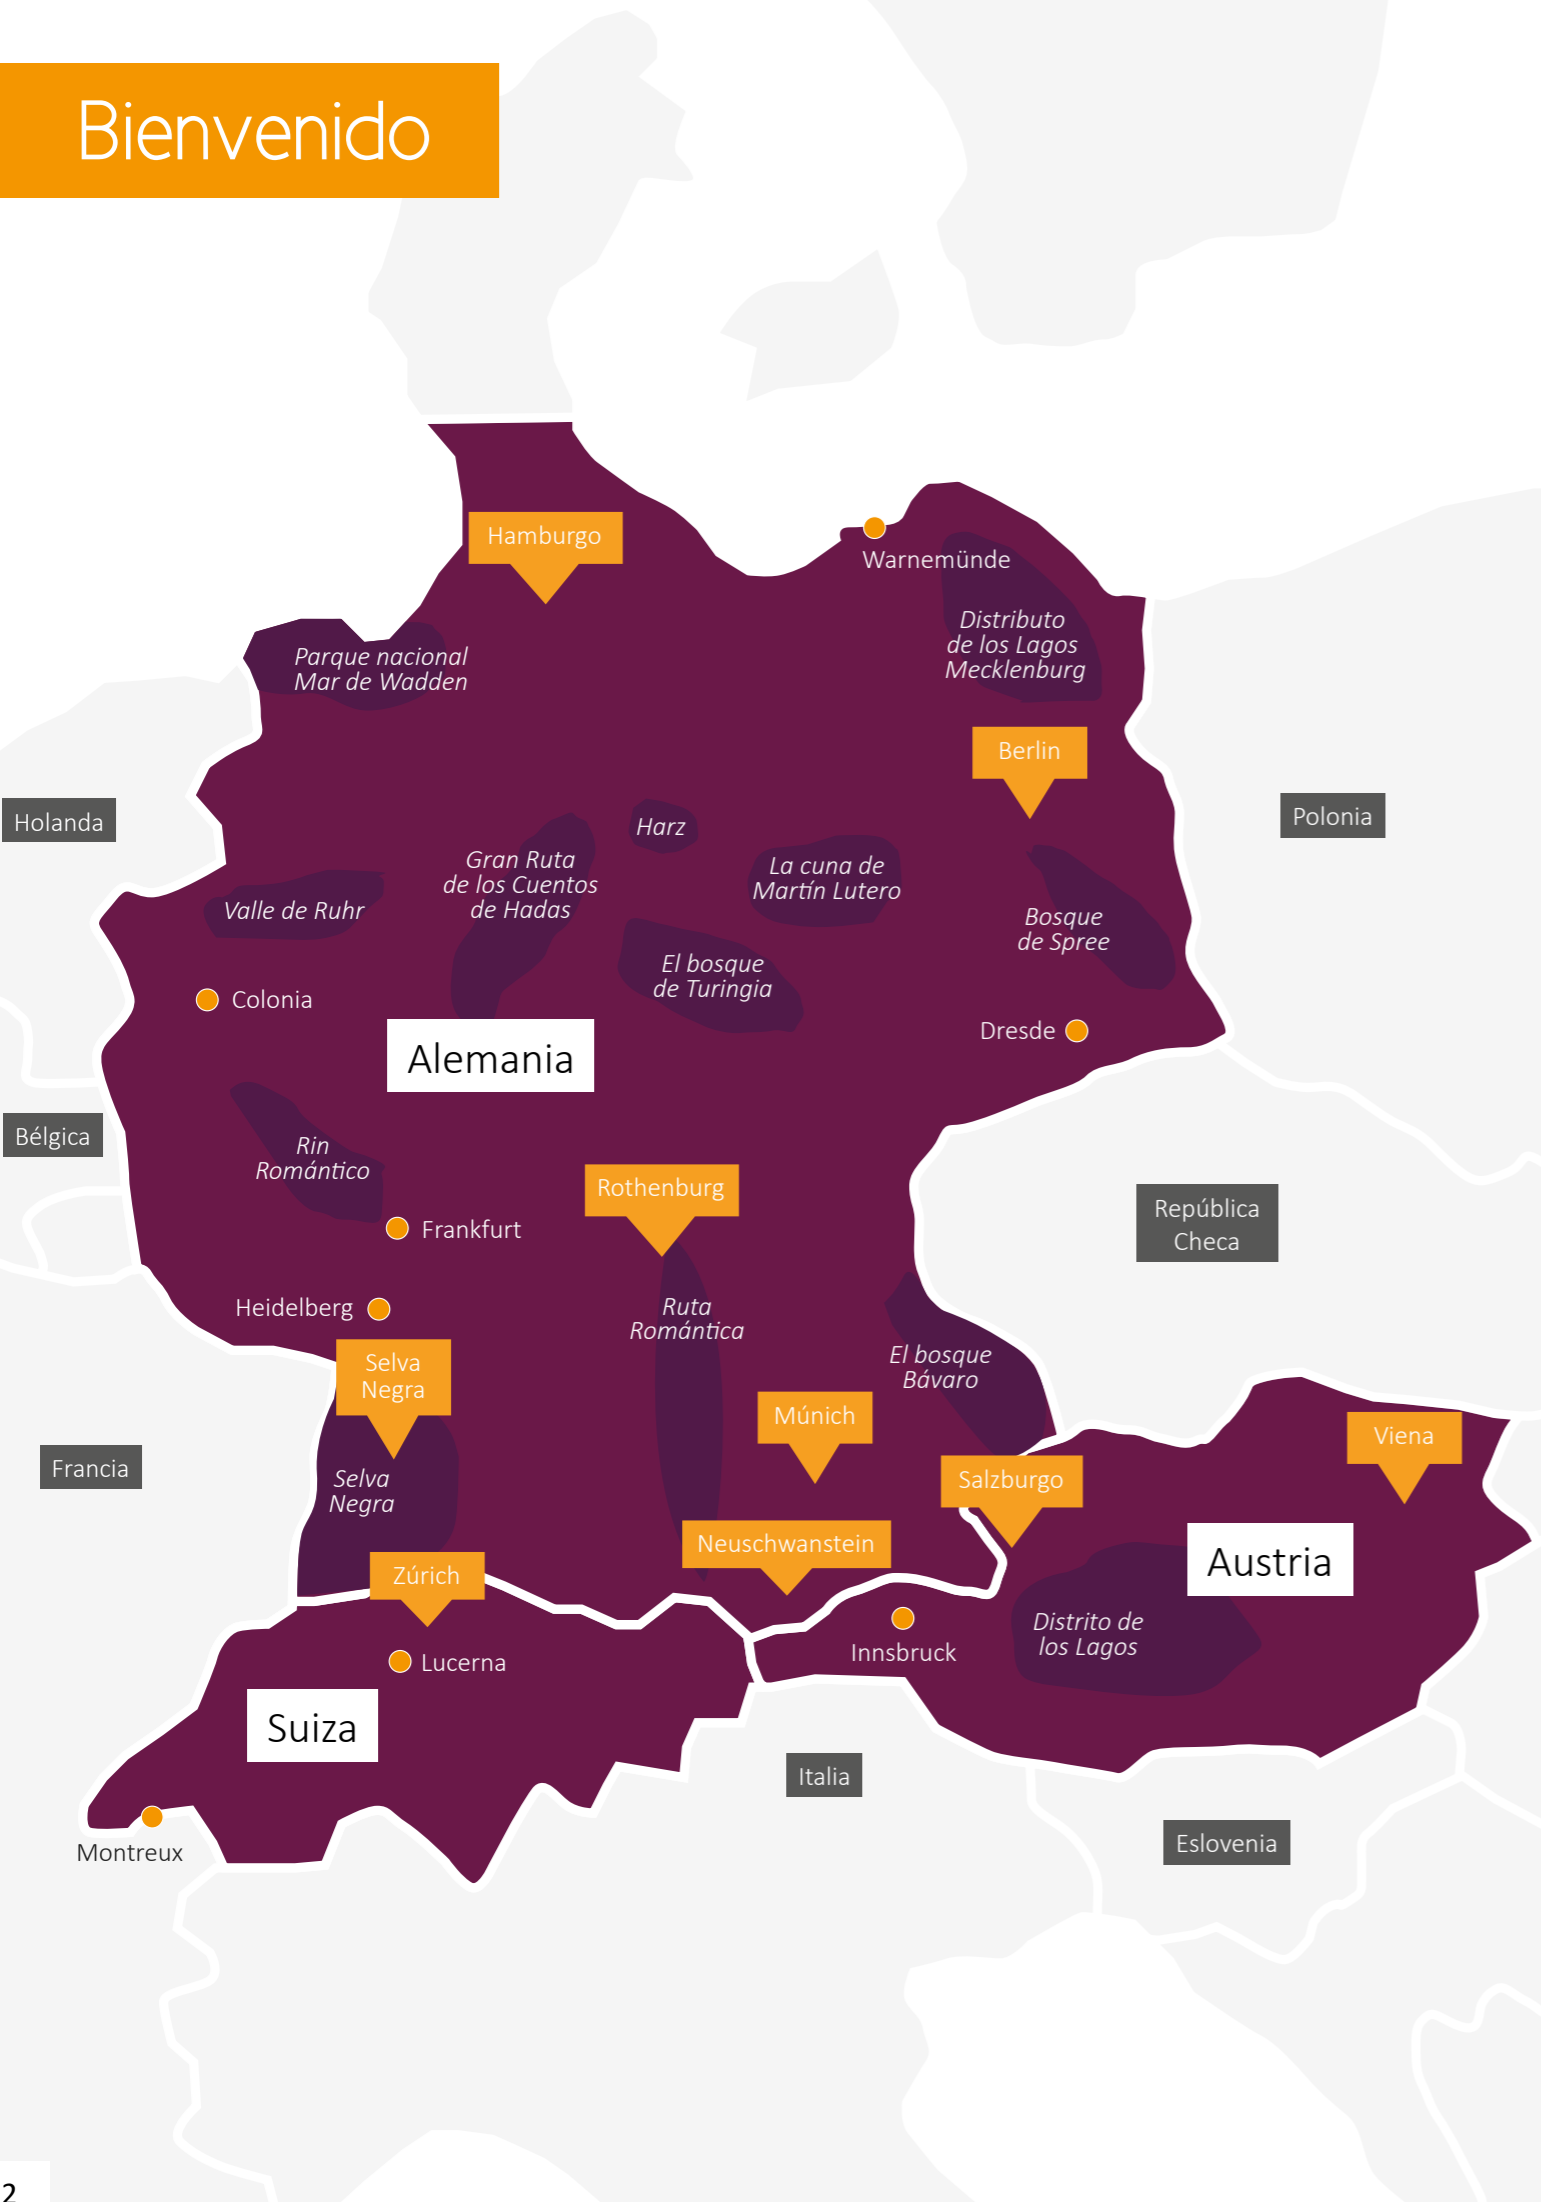 Bienvenido
Hamburgo
Warnemünde
Distributo
de los Lagos
Mecklenburg
Parque nacional
Mar de Wadden
Berlin
Holanda
Polonia
Harz
Gran Ruta
de los Cuentos
de Hadas
La cuna de
Martín Lutero
Valle de Ruhr
Bosque
de Spree
El bosque
de Turingia
Colonia
Dresde
Alemania
Bélgica
Rin
Romántico
Rothenburg
República
Checa
Frankfurt
Heidelberg
Ruta
Romántica
El bosque
Bávaro
Selva
Negra
Múnich
Viena
Francia
Selva
Negra
Salzburgo
Neuschwanstein
Austria
Zúrich
Distrito de
los Lagos
Innsbruck
Lucerna
Suiza
Italia
Montreux
Eslovenia
2